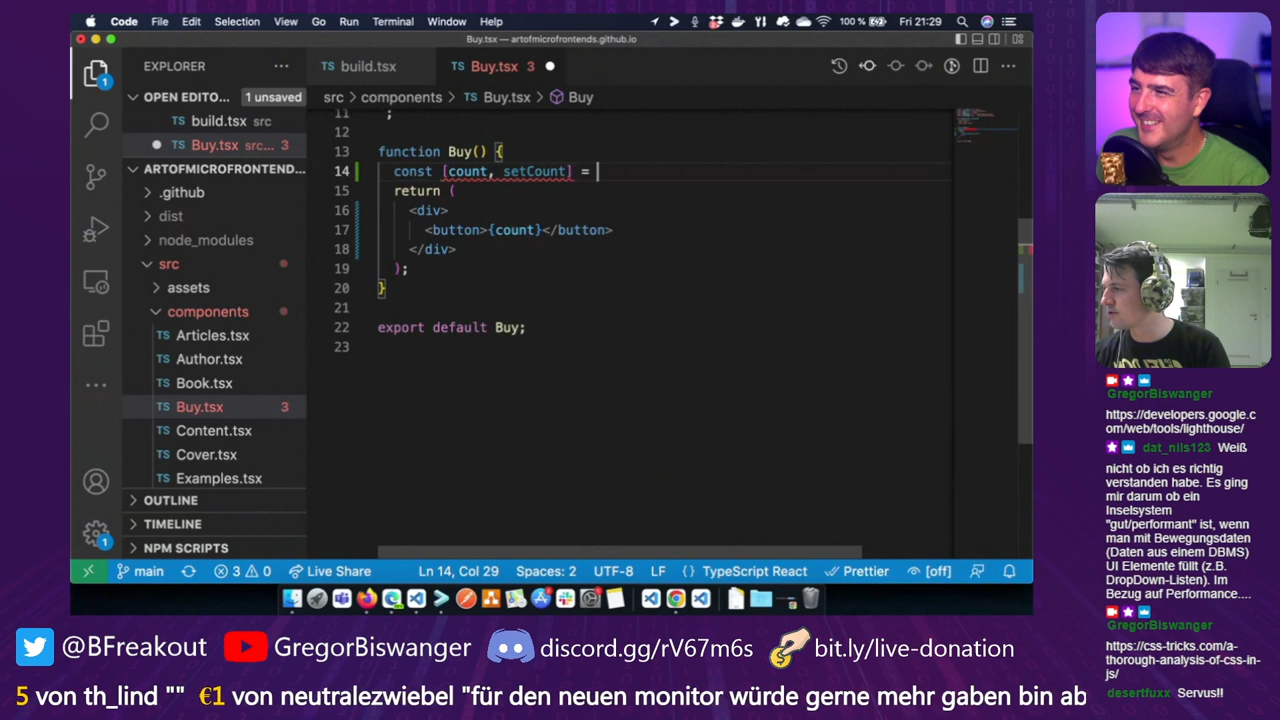 Code File Edit Selection View Go Run Terminal Window Help
100 % Fri 21:29
Buy.tsx — artofmicrofrontends.github.io
EXPLORER
OPEN EDITO... 1 unsaved
TS build.tsx src
TS Buy.tsx src... 3
ARTOFMICROFRONTEND...
.github
dist
node_modules
src
assets
components
TS Articles.tsx
TS Author.tsx
TS Book.tsx
TS Buy.tsx 3
TS Content.tsx
TS Cover.tsx
TS Examples.tsx
OUTLINE
TIMELINE
NPM SCRIPTS
1
1
TS build.tsx
TS Buy.tsx 3
src > components > TS Buy.tsx > Buy
11 ;
12
13 function Buy() {
14 const [count, setCount] =
15 return (
16 <div>
17 <button>{count}</button>
18 </div>
19 );
20 }
21
22 export default Buy;
23
main 3 0 Live Share Ln 14, Col 29 Spaces: 2 UTF-8 LF {} TypeScript React Prettier [off]
GregorBiswanger
https://developers.google.c
om/web/tools/lighthouse/
dat_nils123 Weiß
nicht ob ich es richtig
verstanden habe. Es ging
mir darum ob ein
Inselsystem
"gut/performant" ist, wenn
man mit Bewegungsdaten
(Daten aus einem DBMS)
UI Elemente füllt (z.B.
DropDown-Listen). Im
Bezug auf Performance....
GregorBiswanger
https://css-tricks.com/a-
thorough-analysis-of-css-in-
js/
desertfuxx Servus!!
@BFreakout GregorBiswanger discord.gg/rV67m6s bit.ly/live-donation
5 von th_lind "" €1 von neutralezwiebel "für den neuen monitor würde gerne mehr gaben bin ab